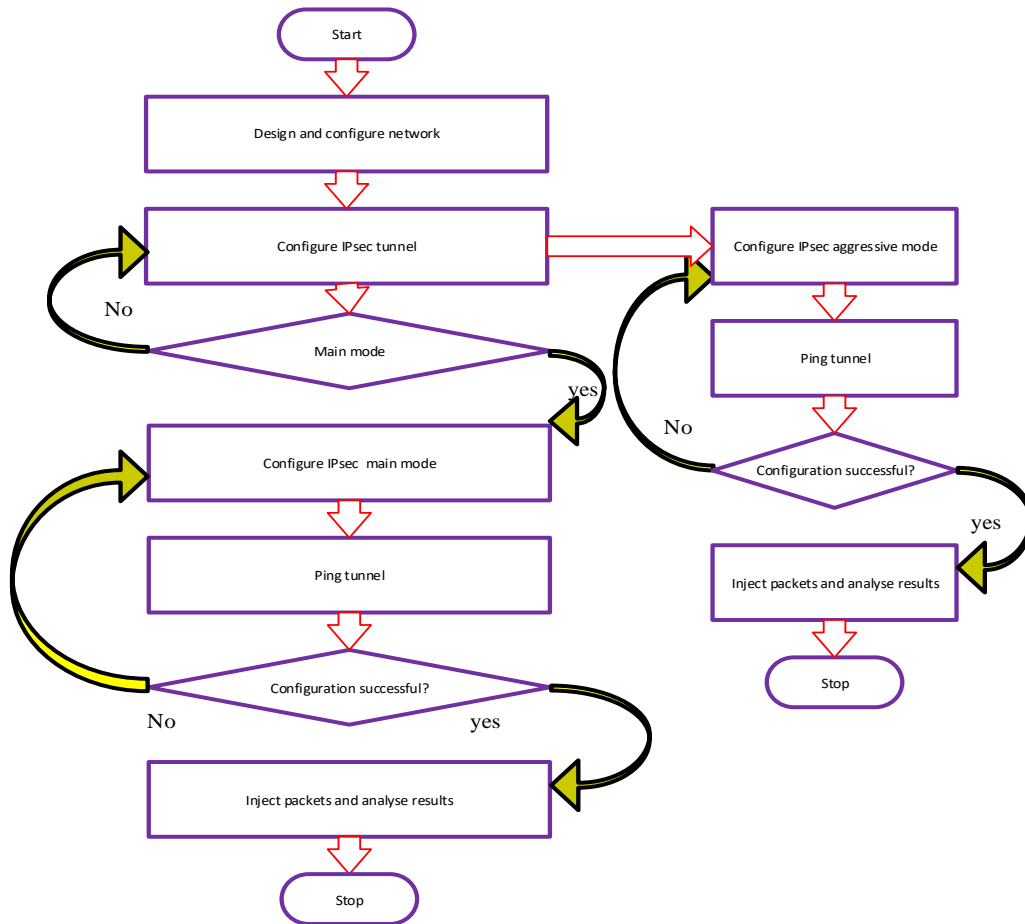 Start
Design and configure network
Configure IPsec tunnel
No
Main mode
yes
Configure IPsec main mode
Ping tunnel
Configuration successful?
No
yes
Inject packets and analyse results
Stop
Configure IPsec aggressive mode
Ping tunnel
No
Configuration successful?
yes
Inject packets and analyse results
Stop